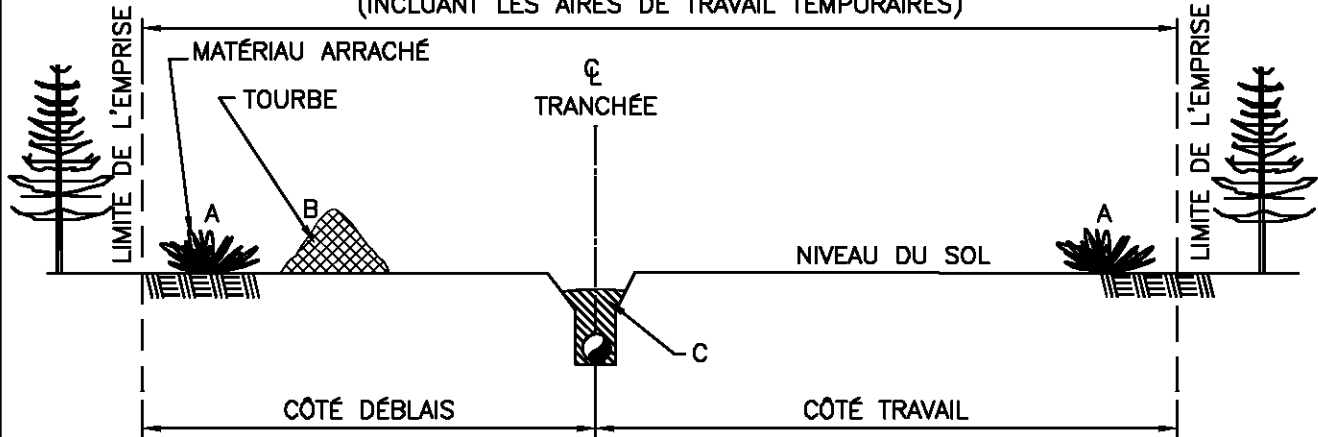 (INCLUANT LES AIRES DE TRAVAIL TEMPORAIRES)
LIMITE DE L'EMPRISE
MATÉRIAU ARRACHÉ
TOURBE
℄
TRANCHÉE
LIMITE DE L'EMPRISE
A
B
A
NIVEAU DU SOL
C
CÔTÉ DÉBLAIS
CÔTÉ TRAVAIL